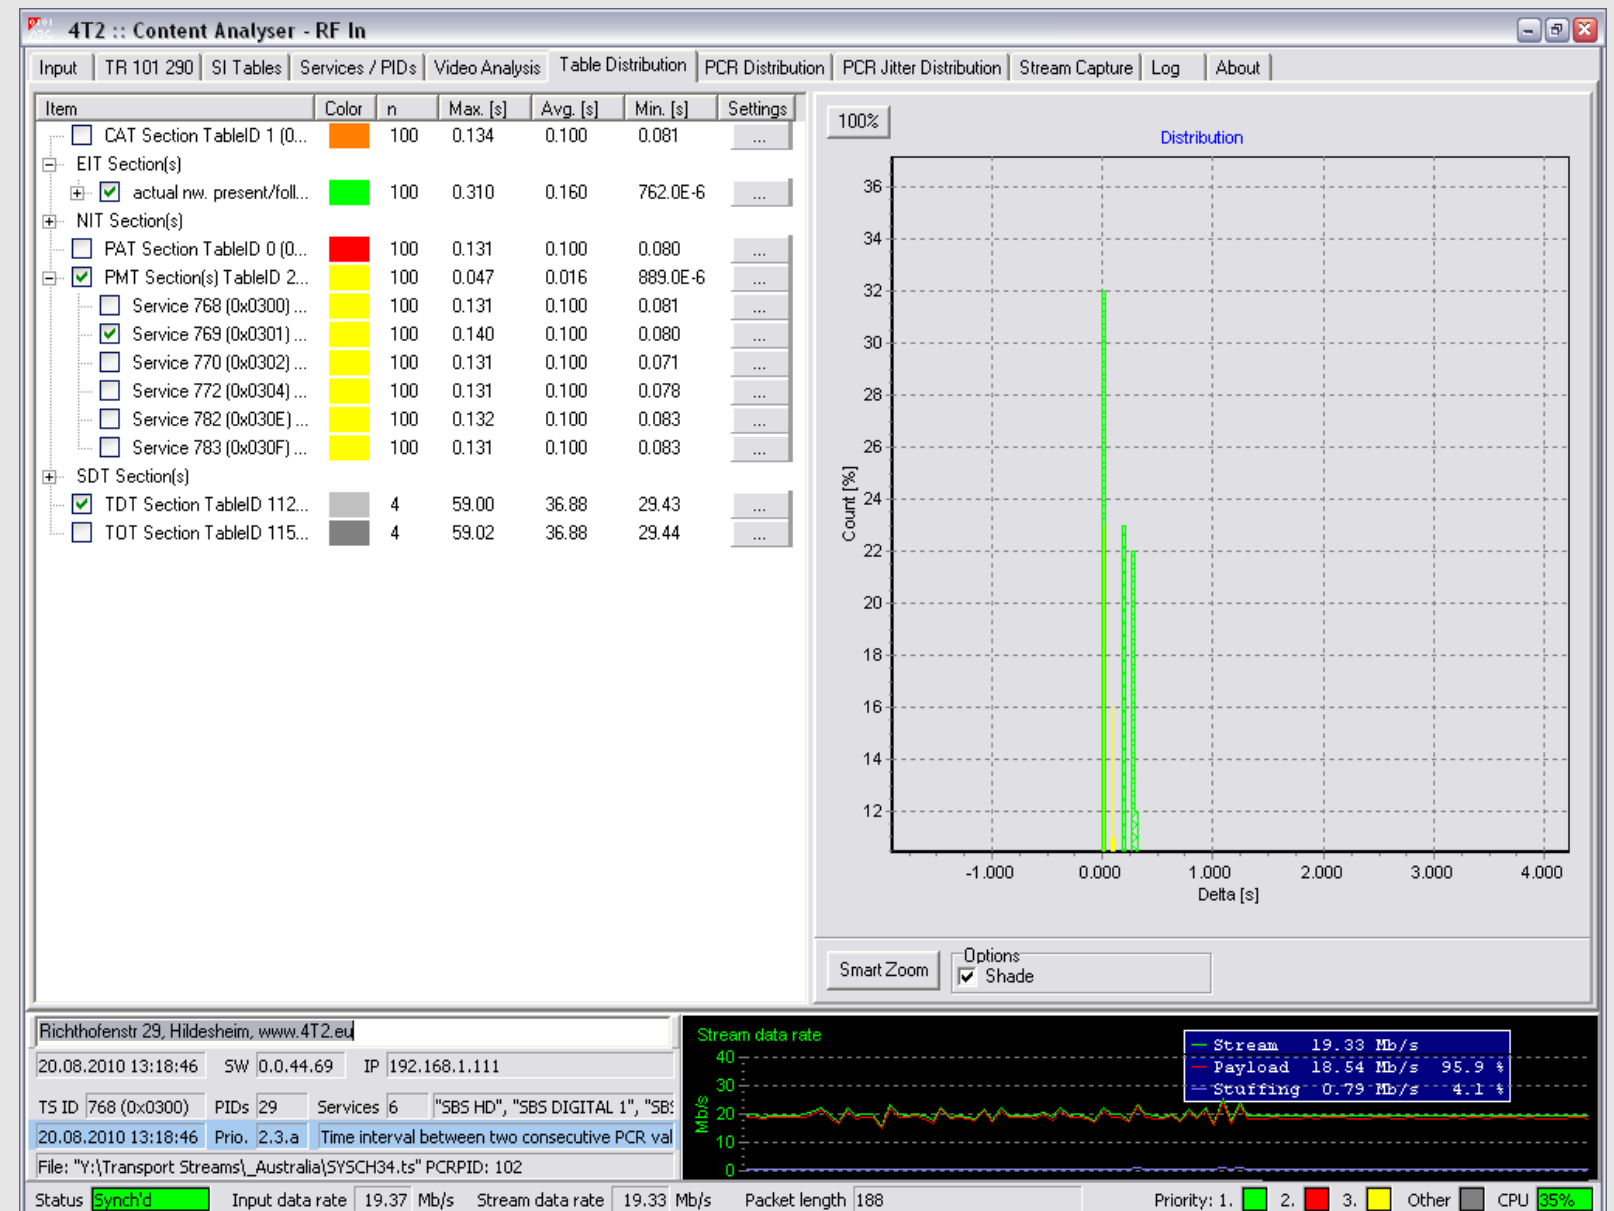 4T2 :: Content Analyser - RF In
Input TR 101 290 SI Tables Services / PIDs Video Analysis Table Distribution PCR Distribution PCR Jitter Distribution Stream Capture Log About
Item Color n Max. [s] Avg. [s] Min. [s] Settings
CAT Section TableID 1 (0... 100 0.134 0.100 0.081 ...
EIT Section(s)
actual nw. present/foll... 100 0.310 0.160 762.0E-6 ...
NIT Section(s)
PAT Section TableID 0 (0... 100 0.131 0.100 0.080 ...
PMT Section(s) TableID 2... 100 0.047 0.016 889.0E-6 ...
Service 768 (0x0300) ... 100 0.131 0.100 0.081 ...
Service 769 (0x0301) ... 100 0.140 0.100 0.080 ...
Service 770 (0x0302) ... 100 0.131 0.100 0.071 ...
Service 772 (0x0304) ... 100 0.131 0.100 0.078 ...
Service 782 (0x030E) ... 100 0.132 0.100 0.083 ...
Service 783 (0x030F) ... 100 0.131 0.100 0.083 ...
SDT Section(s)
TDT Section TableID 112... 4 59.00 36.88 29.43 ...
TOT Section TableID 115... 4 59.02 36.88 29.44 ...
100%
Distribution
36
34
32
30
28
26
24
22
20
18
16
14
12
Count [%]
-1.000 0.000 1.000 2.000 3.000 4.000
Delta [s]
Smart Zoom
Options
Shade
Richthofenstr 29, Hildesheim, www.4T2.eu
20.08.2010 13:18:46 SW 0.0.44.69 IP 192.168.1.111
TS ID 768 (0x0300) PIDs 29 Services 6 "SBS HD", "SBS DIGITAL 1", "SBS
20.08.2010 13:18:46 Prio. 2.3.a Time interval between two consecutive PCR val
File: "Y:\Transport Streams\_Australia\SYSCH34.ts" PCRPID: 102
Stream data rate
40
30
20
10
0
Mb/s
Stream 19.33 Mb/s
Payload 18.54 Mb/s 95.9 %
Stuffing 0.79 Mb/s 4.1 %
Status Synch'd Input data rate 19.37 Mb/s Stream data rate 19.33 Mb/s Packet length 188 Priority: 1. 2. 3. Other CPU 35%